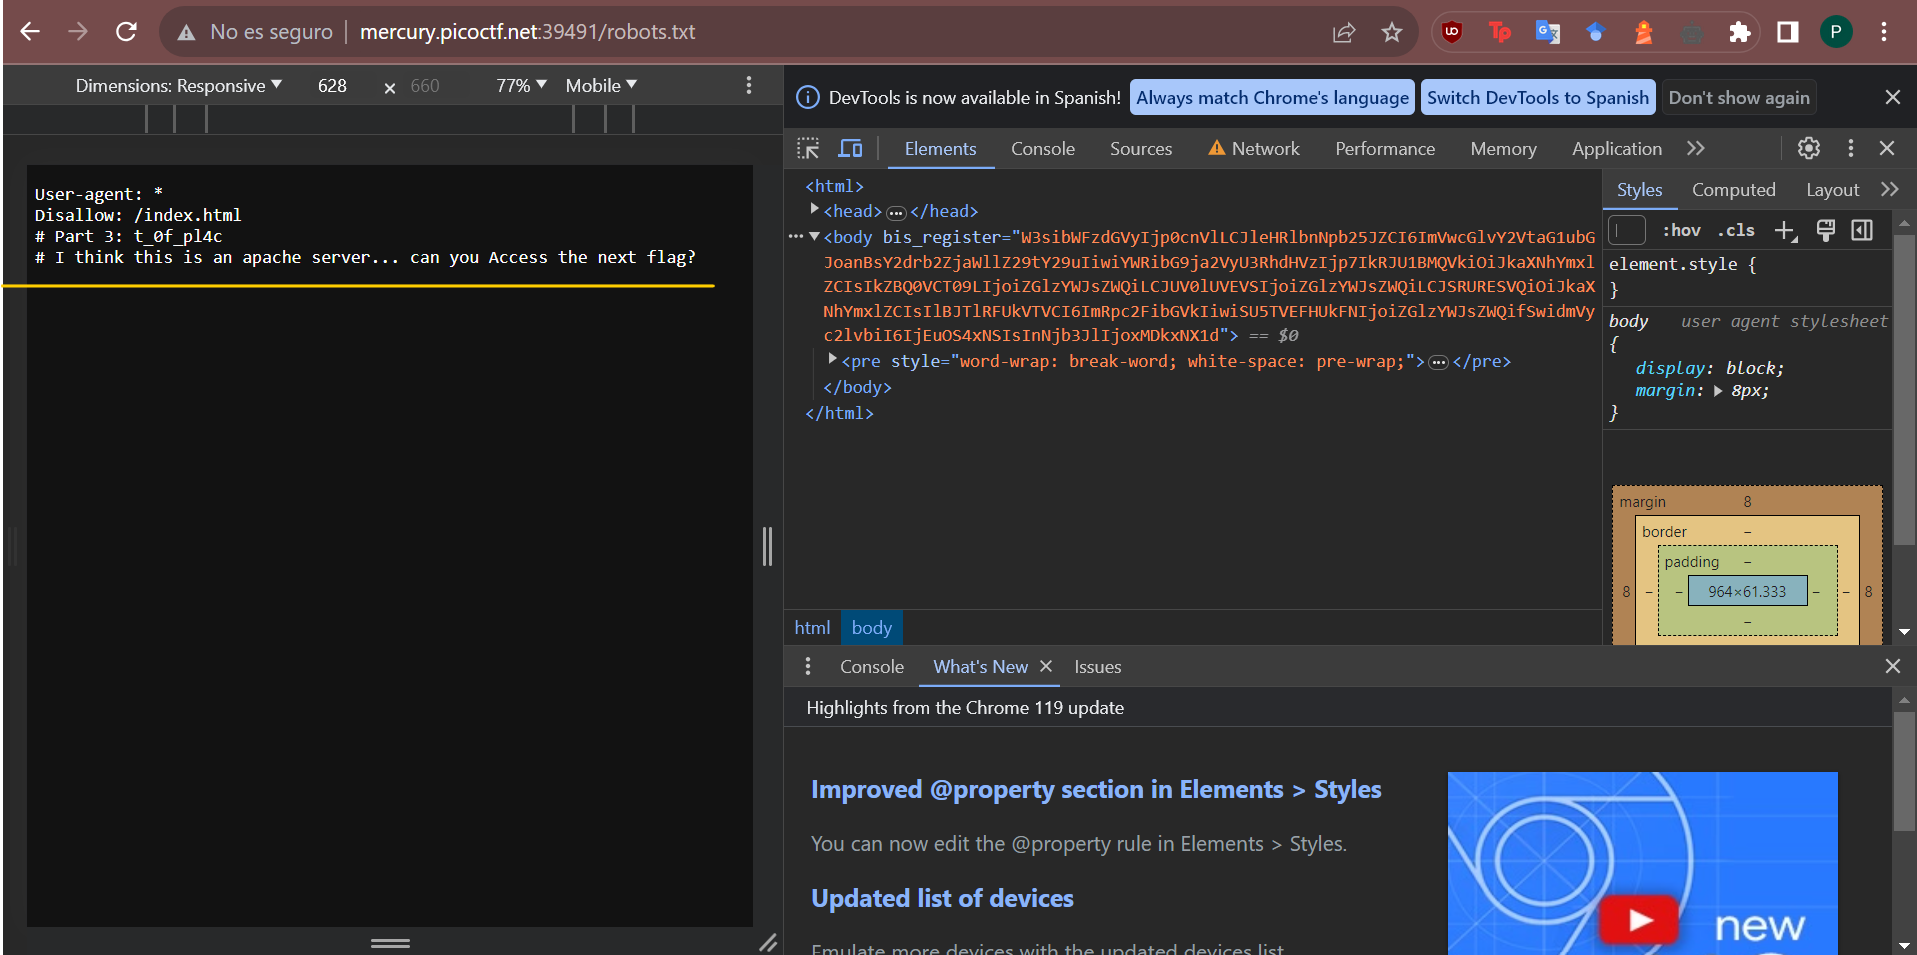 No es seguro | mercury.picoctf.net:39491/robots.txt
P
Dimensions: Responsive ▼ 628 × 660 77% ▼ Mobile ▼
User-agent: *
Disallow: /index.html
# Part 3: t_0f_pl4c
# I think this is an apache server... can you Access the next flag?
DevTools is now available in Spanish! Always match Chrome's language Switch DevTools to Spanish Don't show again
Elements Console Sources Network Performance Memory Application
<html>
<head>…</head>
<body bis_register="W3sibWFzdGVyIjp0cnVlLCJleHRlbnNpb25JZCI6ImVwcGlvY2VtaG1ubG
JoanBsY2drb2ZjaWllZ29tY29uIiwiYWRibG9ja2VyU3RhdHVzIjp7IkRJU1BMQVkiOiJkaXNhYmxl
ZCIsIkZBQ0VCT09LIjoiZGlzYWJsZWQiLCJUV0lUVEVSIjoiZGlzYWJsZWQiLCJSRURESVQiOiJkaX
NhYmxlZCIsIlBJTlRFUkVTVCI6ImRpc2FibGVkIiwiSU5TVEFHUkFNIjoiZGlzYWJsZWQifSwidmVy
c2lvbiI6IjEuOS4xNSIsInNjb3JlIjoxMDkxNX1d"> == $0
<pre style="word-wrap: break-word; white-space: pre-wrap;">…</pre>
</body>
</html>
html body
Styles Computed Layout
:hov .cls
element.style {
}
body user agent stylesheet
{
display: block;
margin: 8px;
}
margin 8
border –
padding –
8 – – 964×61.333 – – 8
–
Console What's New Issues
Highlights from the Chrome 119 update
Improved @property section in Elements > Styles
You can now edit the @property rule in Elements > Styles.
Updated list of devices
Emulate more devices with the updated devices list
new